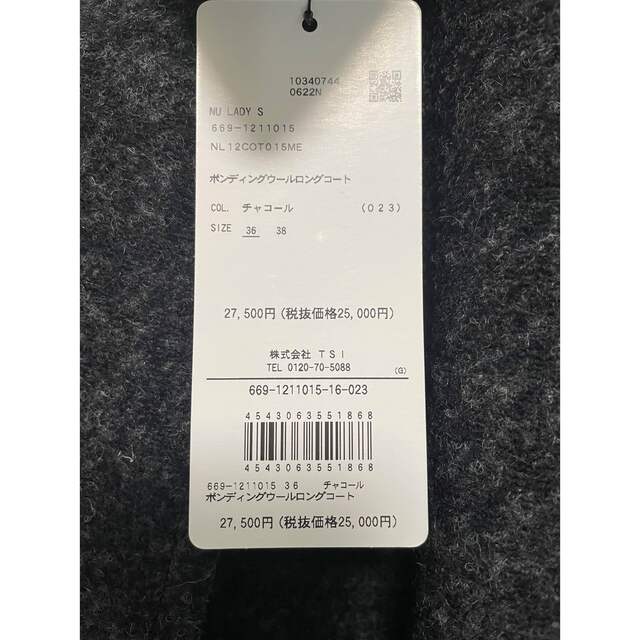 10340744
0622N
NU LADY S
669-1211015
NL12COT015ME
ボンディングウールロングコート
COL. チャコール (023)
SIZE 36 38
27,500円(税抜価格25,000円)
株式会社 TSI
TEL 0120-70-5088
(G)
669-1211015-16-023
4543063551868
4543063551868
669-1211015 36 チャコール
ボンディングウールロングコート
27,500円(税抜価格25,000円)